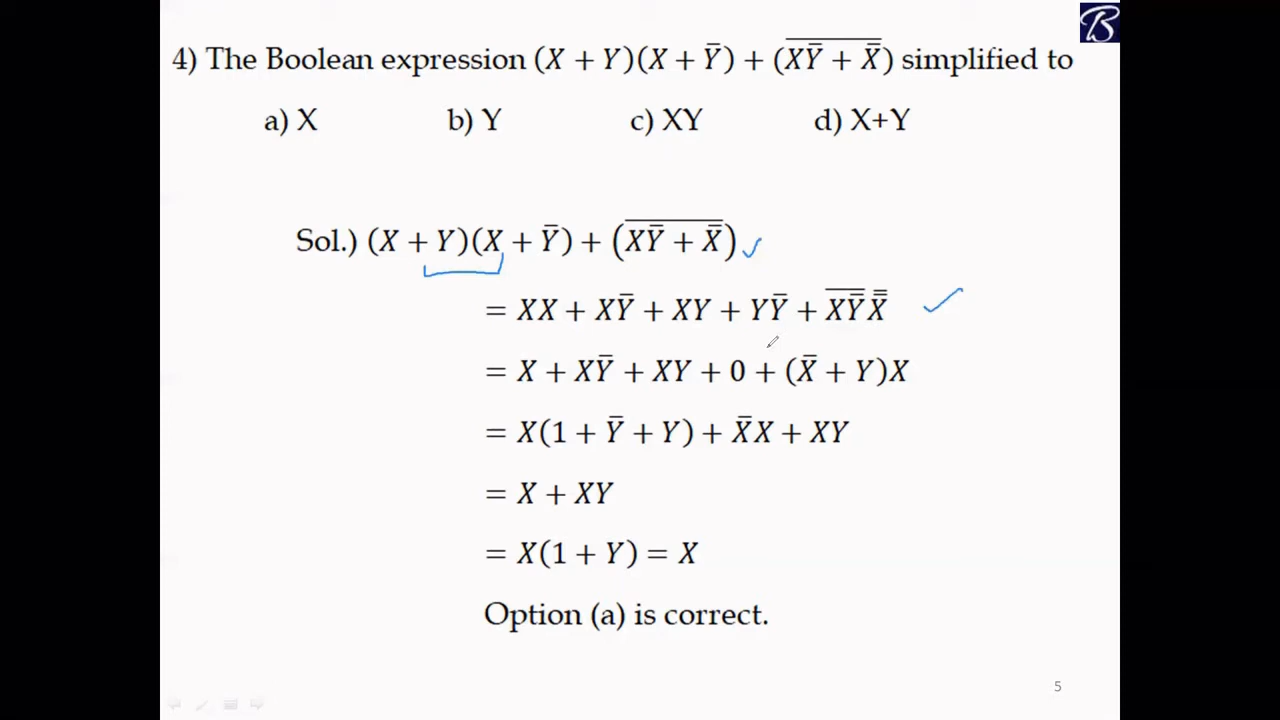 B
4) The Boolean expression (X + Y)(X + Ȳ) + (\overline{XȲ + X̄}) simplified to
a) X b) Y c) XY d) X+Y
Sol.) (X + Y)(X + Ȳ) + (\overline{XȲ + X̄})
= XX + XȲ + XY + YȲ + \overline{XȲ} \overline{X̄}
= X + XȲ + XY + 0 + (X̄ + Y)X
= X(1 + Ȳ + Y) + X̄X + XY
= X + XY
= X(1 + Y) = X
Option (a) is correct.
5